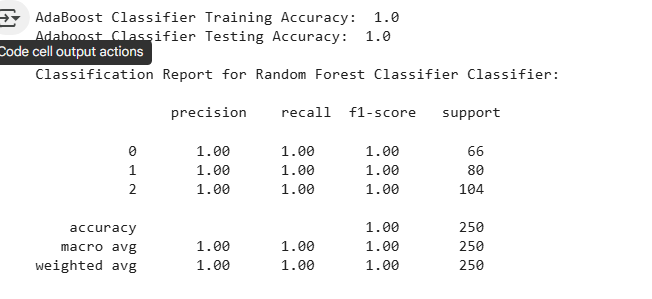 AdaBoost Classifier Training Accuracy:  1.0
Adaboost Classifier Testing Accuracy:  1.0
Code cell output actions
Classification Report for Random Forest Classifier Classifier:
precision    recall  f1-score   support
0       1.00      1.00      1.00        66
1       1.00      1.00      1.00        80
2       1.00      1.00      1.00       104
accuracy                           1.00       250
macro avg       1.00      1.00      1.00       250
weighted avg       1.00      1.00      1.00       250